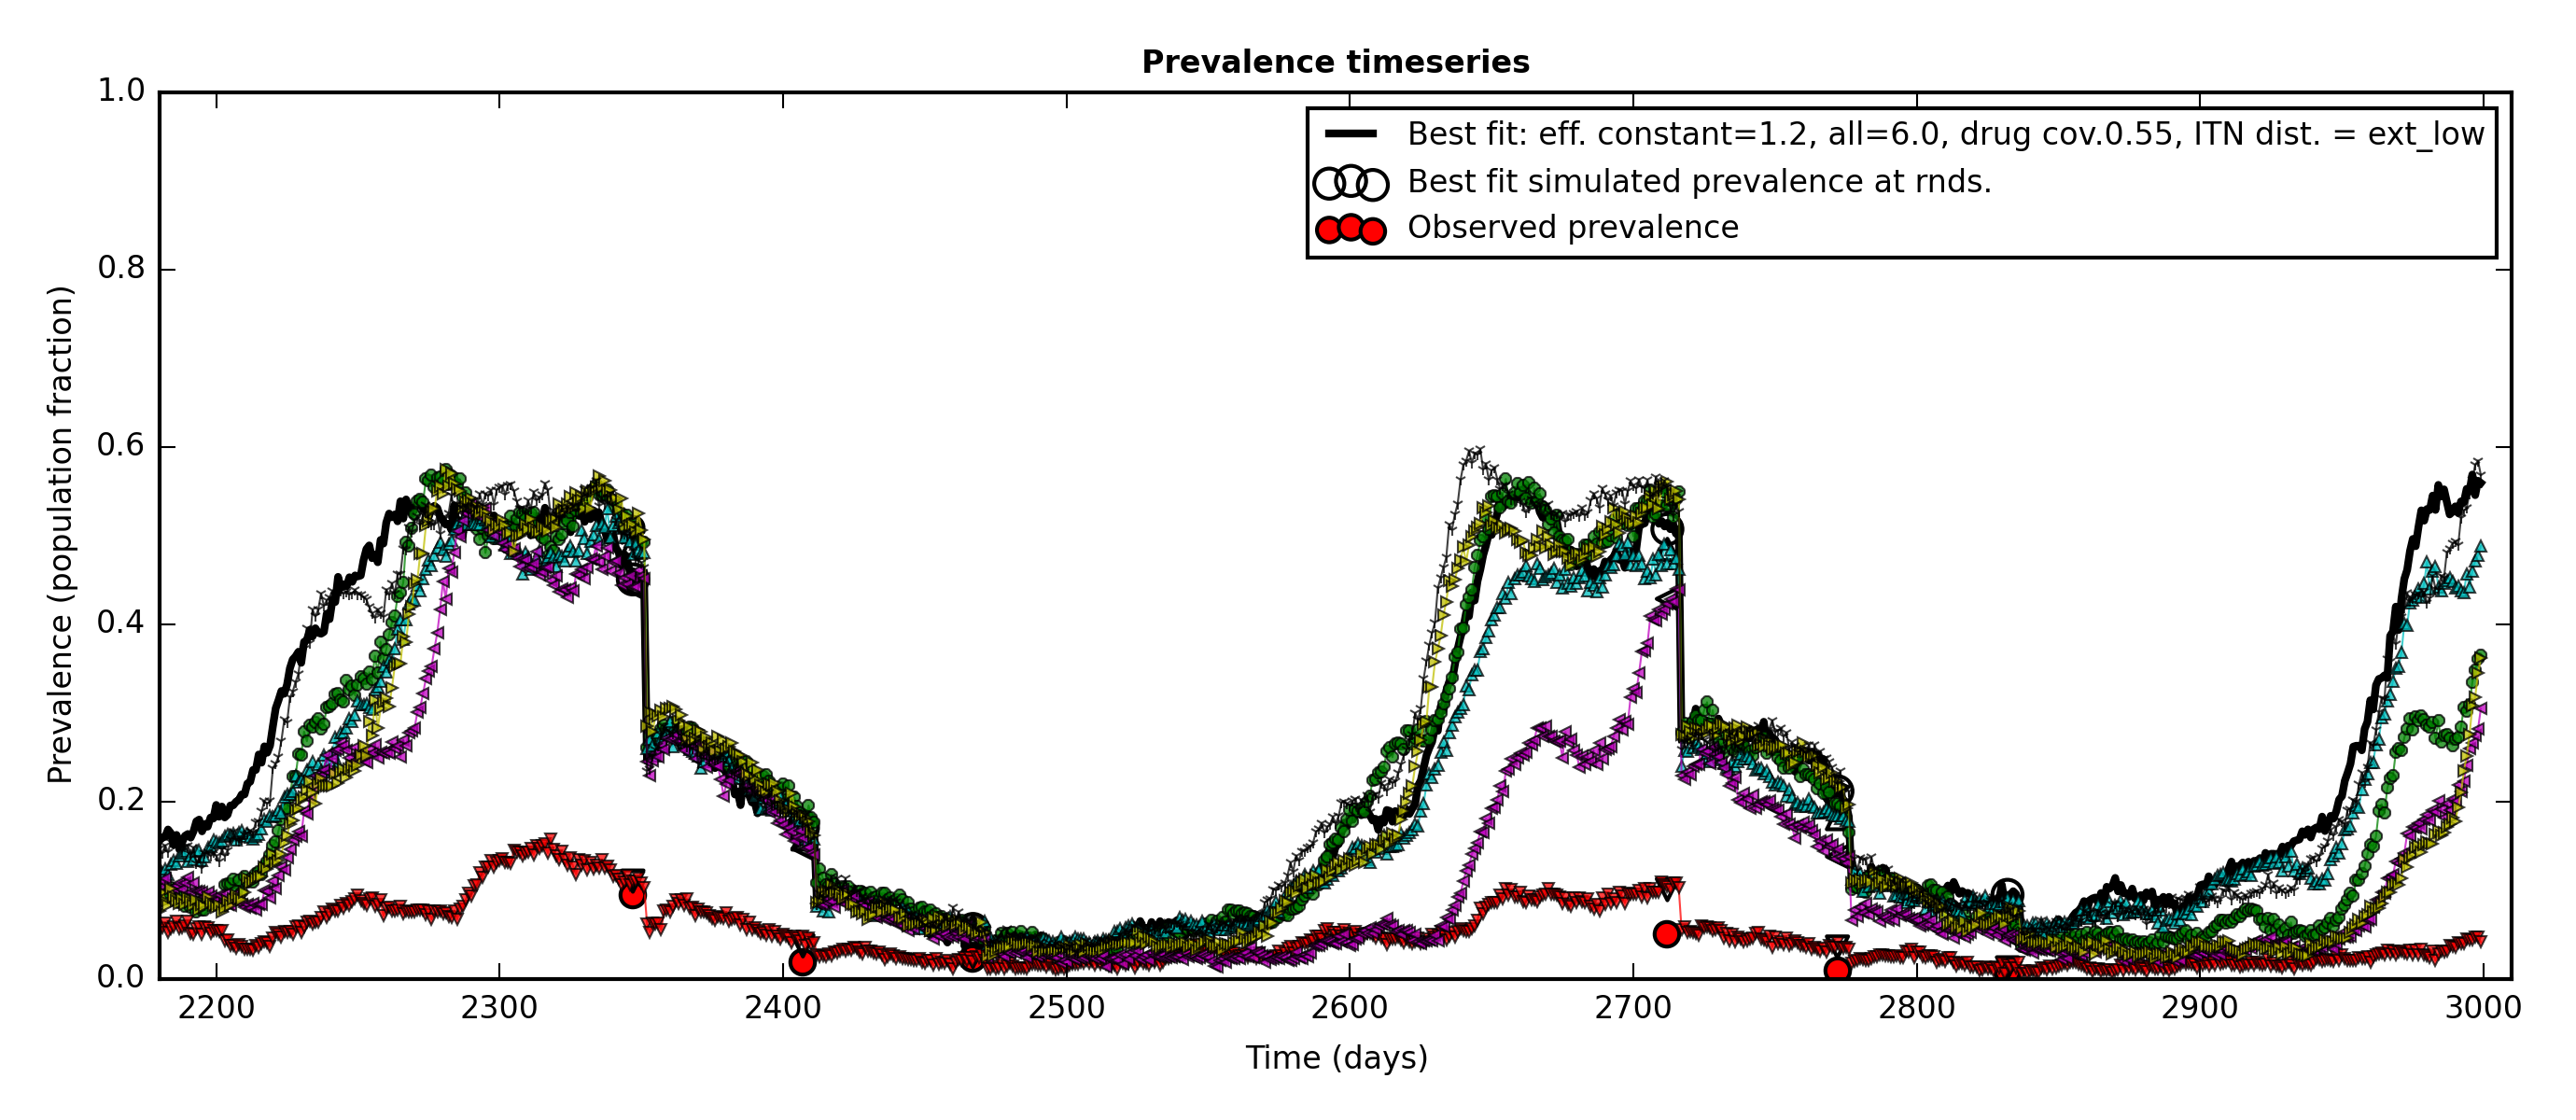 Prevalence timeseries
Best fit: eff. constant=1.2, all=6.0, drug cov.0.55, ITN dist. = ext_low
Best fit simulated prevalence at rnds.
Observed prevalence
Prevalence (population fraction)
1.0
0.8
0.6
0.4
0.2
0.0
2200 2300 2400 2500 2600 2700 2800 2900 3000
Time (days)